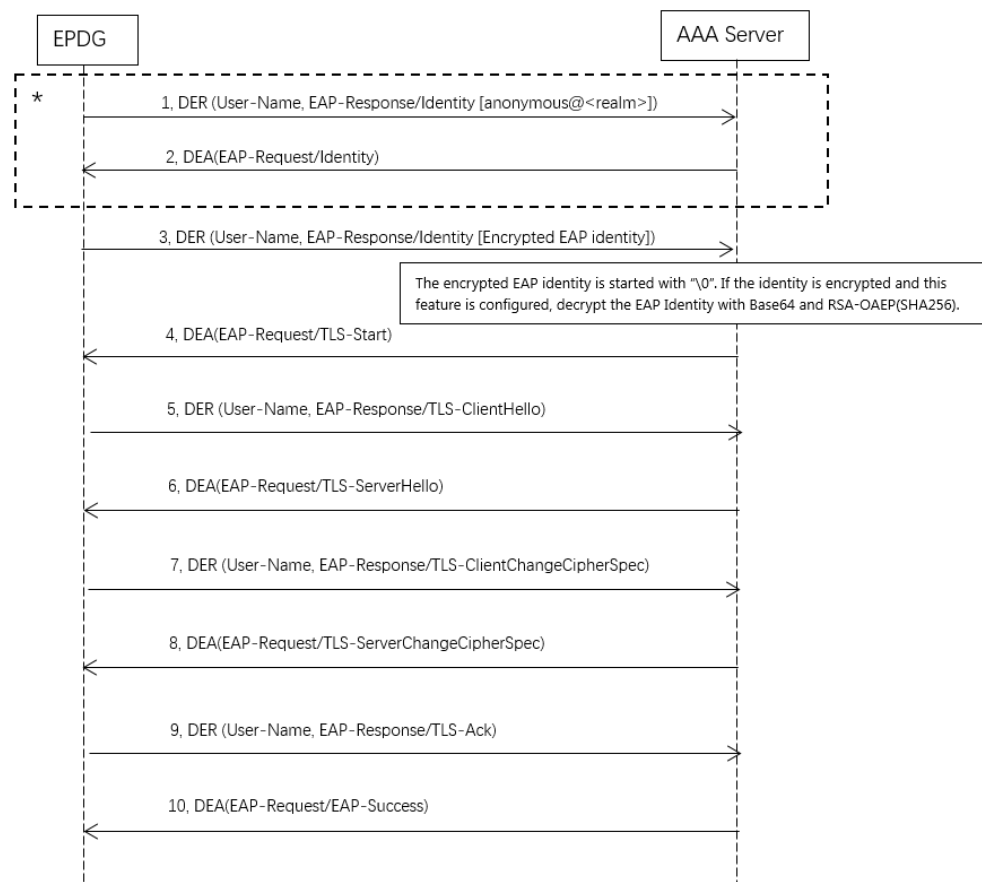 EPDG
AAA Server
*
1, DER (User-Name, EAP-Response/Identity [anonymous@<realm>])
2, DEA(EAP-Request/Identity)
3, DER (User-Name, EAP-Response/Identity [Encrypted EAP identity])
The encrypted EAP identity is started with “\0”. If the identity is encrypted and this
feature is configured, decrypt the EAP Identity with Base64 and RSA-OAEP(SHA256).
4, DEA(EAP-Request/TLS-Start)
5, DER (User-Name, EAP-Response/TLS-ClientHello)
6, DEA(EAP-Request/TLS-ServerHello)
7, DER (User-Name, EAP-Response/TLS-ClientChangeCipherSpec)
8, DEA(EAP-Request/TLS-ServerChangeCipherSpec)
9, DER (User-Name, EAP-Response/TLS-Ack)
10, DEA(EAP-Request/EAP-Success)